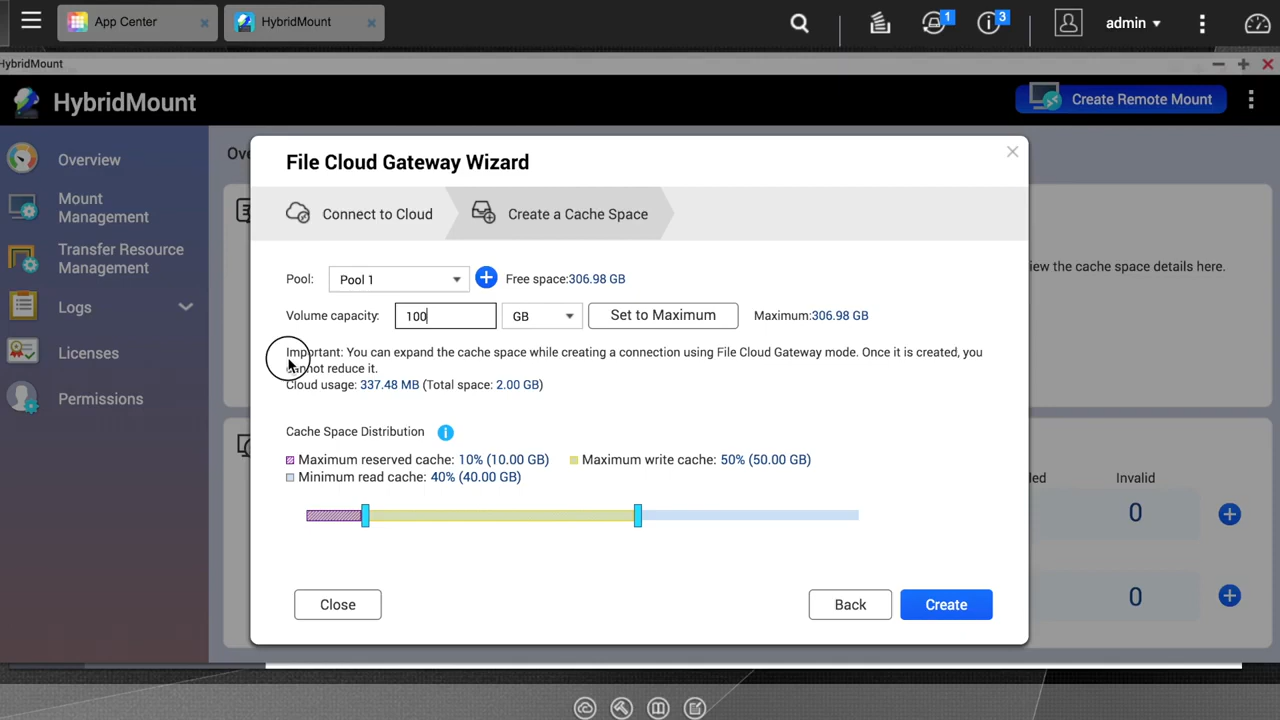 App Center
HybridMount
1
3
admin
HybridMount
HybridMount
Create Remote Mount
Overview
Mount
Management
Transfer Resource
Management
Logs
Licenses
Permissions
Ove
File Cloud Gateway Wizard
Connect to Cloud
Create a Cache Space
Pool:
Pool 1
Free space:306.98 GB
Volume capacity:
100
GB
Set to Maximum
Maximum:306.98 GB
Important: You can expand the cache space while creating a connection using File Cloud Gateway mode. Once it is created, you
cannot reduce it.
Cloud usage: 337.48 MB (Total space: 2.00 GB)
Cache Space Distribution
Maximum reserved cache: 10% (10.00 GB)
Maximum write cache: 50% (50.00 GB)
Minimum read cache: 40% (40.00 GB)
Close
Back
Create
iew the cache space details here.
led
Invalid
0
0